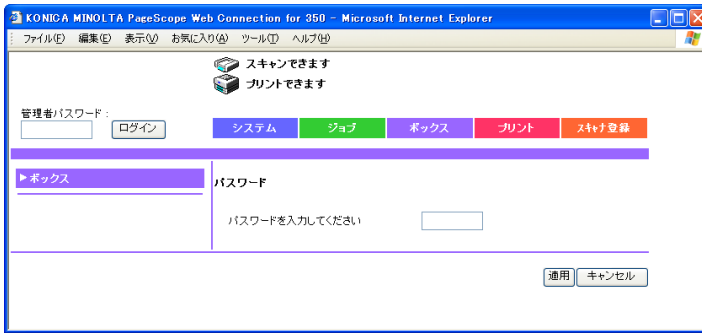 KONICA MINOLTA PageScope Web Connection for 350 - Microsoft Internet Explorer
ファイル(F) 編集(E) 表示(V) お気に入り(A) ツール(T) ヘルプ(H)
スキャンできます
プリントできます
管理者パスワード:
ログイン
システム ジョブ ボックス プリント スキャナ登録
▶ボックス
パスワード
パスワードを入力してください
適用 キャンセル